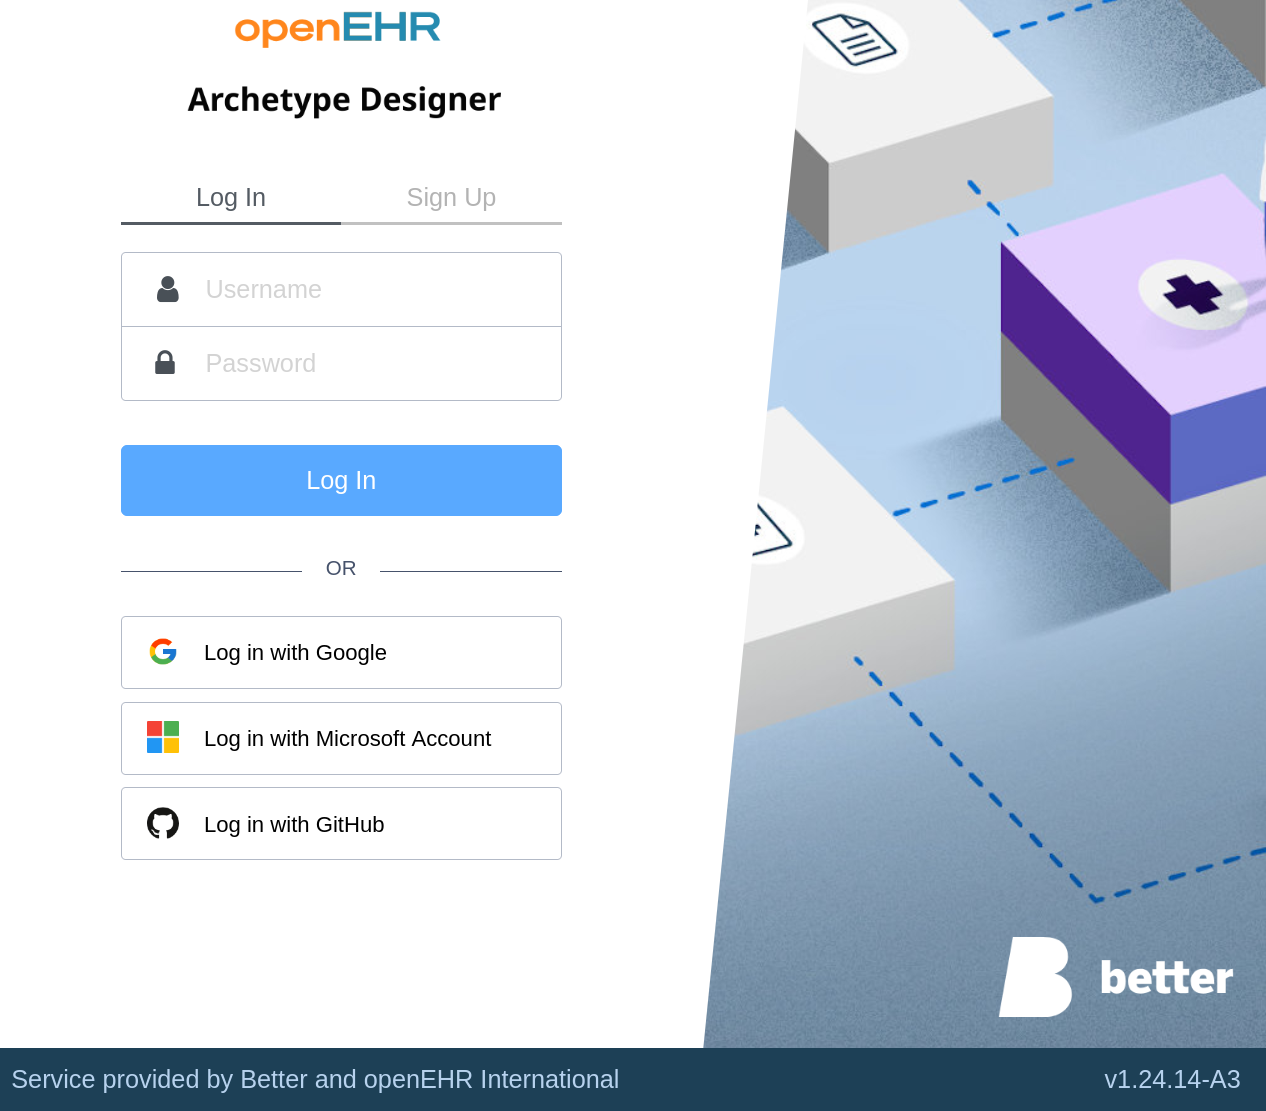 openEHR
Archetype Designer
Log In
Sign Up
Username
Password
Log In
OR
Log in with Google
Log in with Microsoft Account
Log in with GitHub
better
Service provided by Better and openEHR International
v1.24.14-A3